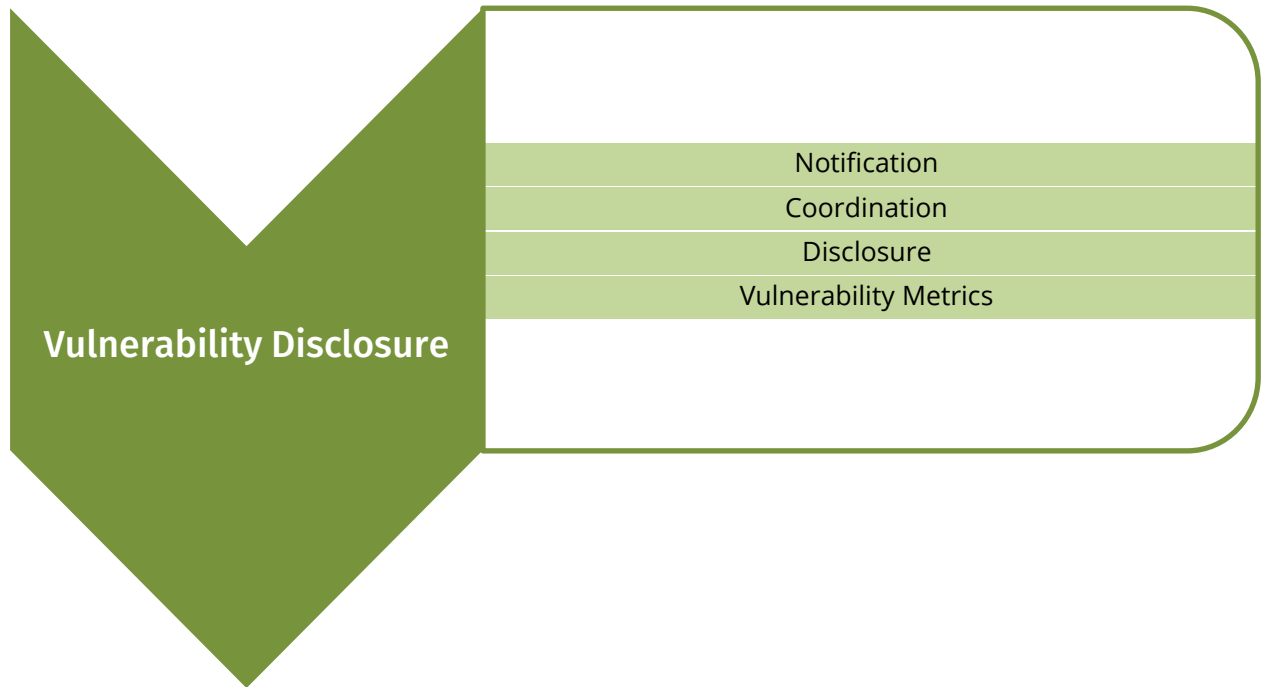 Notification
Coordination
Disclosure
Vulnerability Metrics
Vulnerability Disclosure